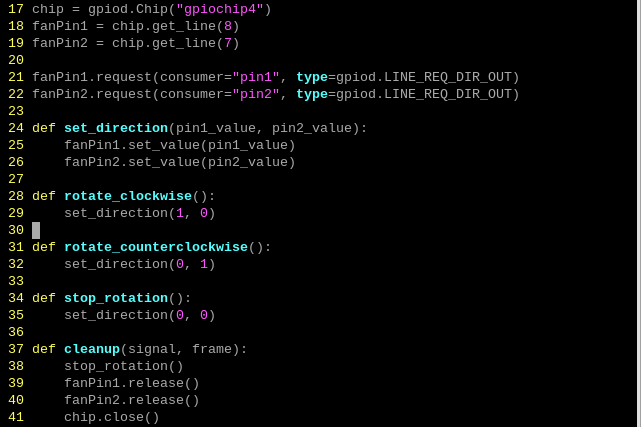 17 chip = gpiod.Chip("gpiochip4")
18 fanPin1 = chip.get_line(8)
19 fanPin2 = chip.get_line(7)
20
21 fanPin1.request(consumer="pin1", type=gpiod.LINE_REQ_DIR_OUT)
22 fanPin2.request(consumer="pin2", type=gpiod.LINE_REQ_DIR_OUT)
23
24 def set_direction(pin1_value, pin2_value):
25     fanPin1.set_value(pin1_value)
26     fanPin2.set_value(pin2_value)
27
28 def rotate_clockwise():
29     set_direction(1, 0)
30
31 def rotate_counterclockwise():
32     set_direction(0, 1)
33
34 def stop_rotation():
35     set_direction(0, 0)
36
37 def cleanup(signal, frame):
38     stop_rotation()
39     fanPin1.release()
40     fanPin2.release()
41     chip.close()